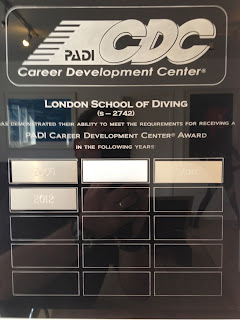 PADI CDC
Career Development Center®
LONDON SCHOOL OF DIVING
(S – 2742)
AS DEMONSTRATED THEIR ABILITY TO MEET THE REQUIREMENTS FOR RECEIVING A
PADI CAREER DEVELOPMENT CENTER® AWARD
IN THE FOLLOWING YEARS: